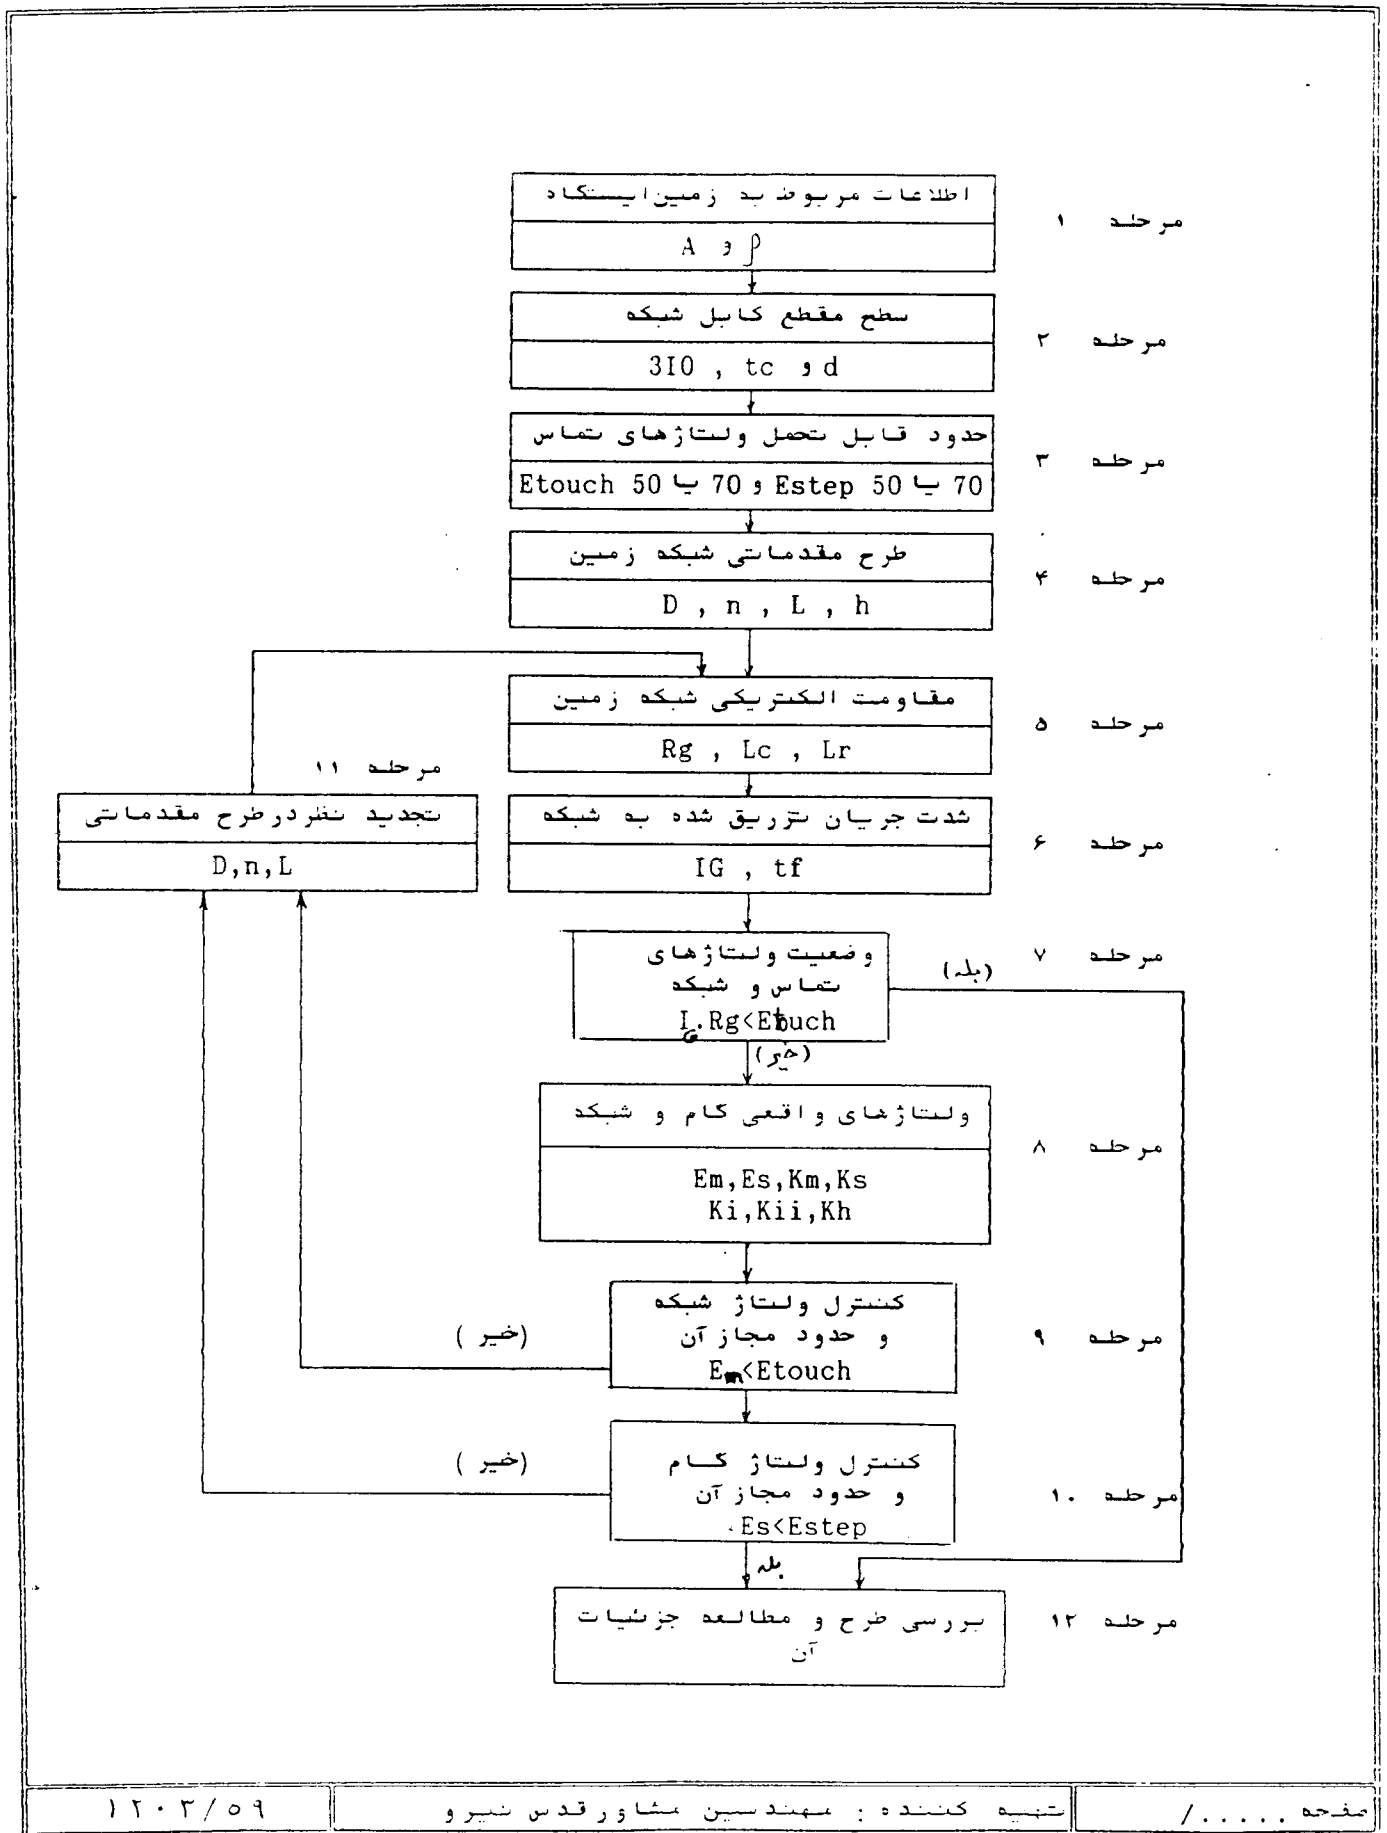 اطلاعات مربوط به زمین ایستگاه
مرحله ۱
A و ρ
سطح مقطع کابل شبکه
مرحله ۲
3I0 , tc و d
حدود قابل تحمل ولتاژهای تماس
مرحله ۳
Etouch 50 یا 70 و Estep 50 یا 70
طرح مقدماتی شبکه زمین
مرحله ۴
D , n , L , h
مقاومت الکتریکی شبکه زمین
مرحله ۵
Rg , Lc , Lr
مرحله ۱۱
تجدید نظر در طرح مقدماتی
D,n,L
شدت جریان تزریق شده به شبکه
مرحله ۶
IG , tf
وضعیت ولتاژهای
تماس و شبکه
IG.Rg<Etouch
مرحله ۷
(بله)
(خیر)
ولتاژهای واقعی گام و شبکه
مرحله ۸
Em,Es,Km,Ks
Ki,Kii,Kh
کنترل ولتاژ شبکه
و حدود مجاز آن
Em<Etouch
مرحله ۹
(خیر)
کنترل ولتاژ گام
و حدود مجاز آن
Es<Estep
مرحله ۱۰
(خیر)
بله
بررسی طرح و مطالعه جزئیات
آن
مرحله ۱۲
صفحه ...../
تهیه کننده : مهندسین مشاور قدس نیرو
۱۲۰۳/۵۹